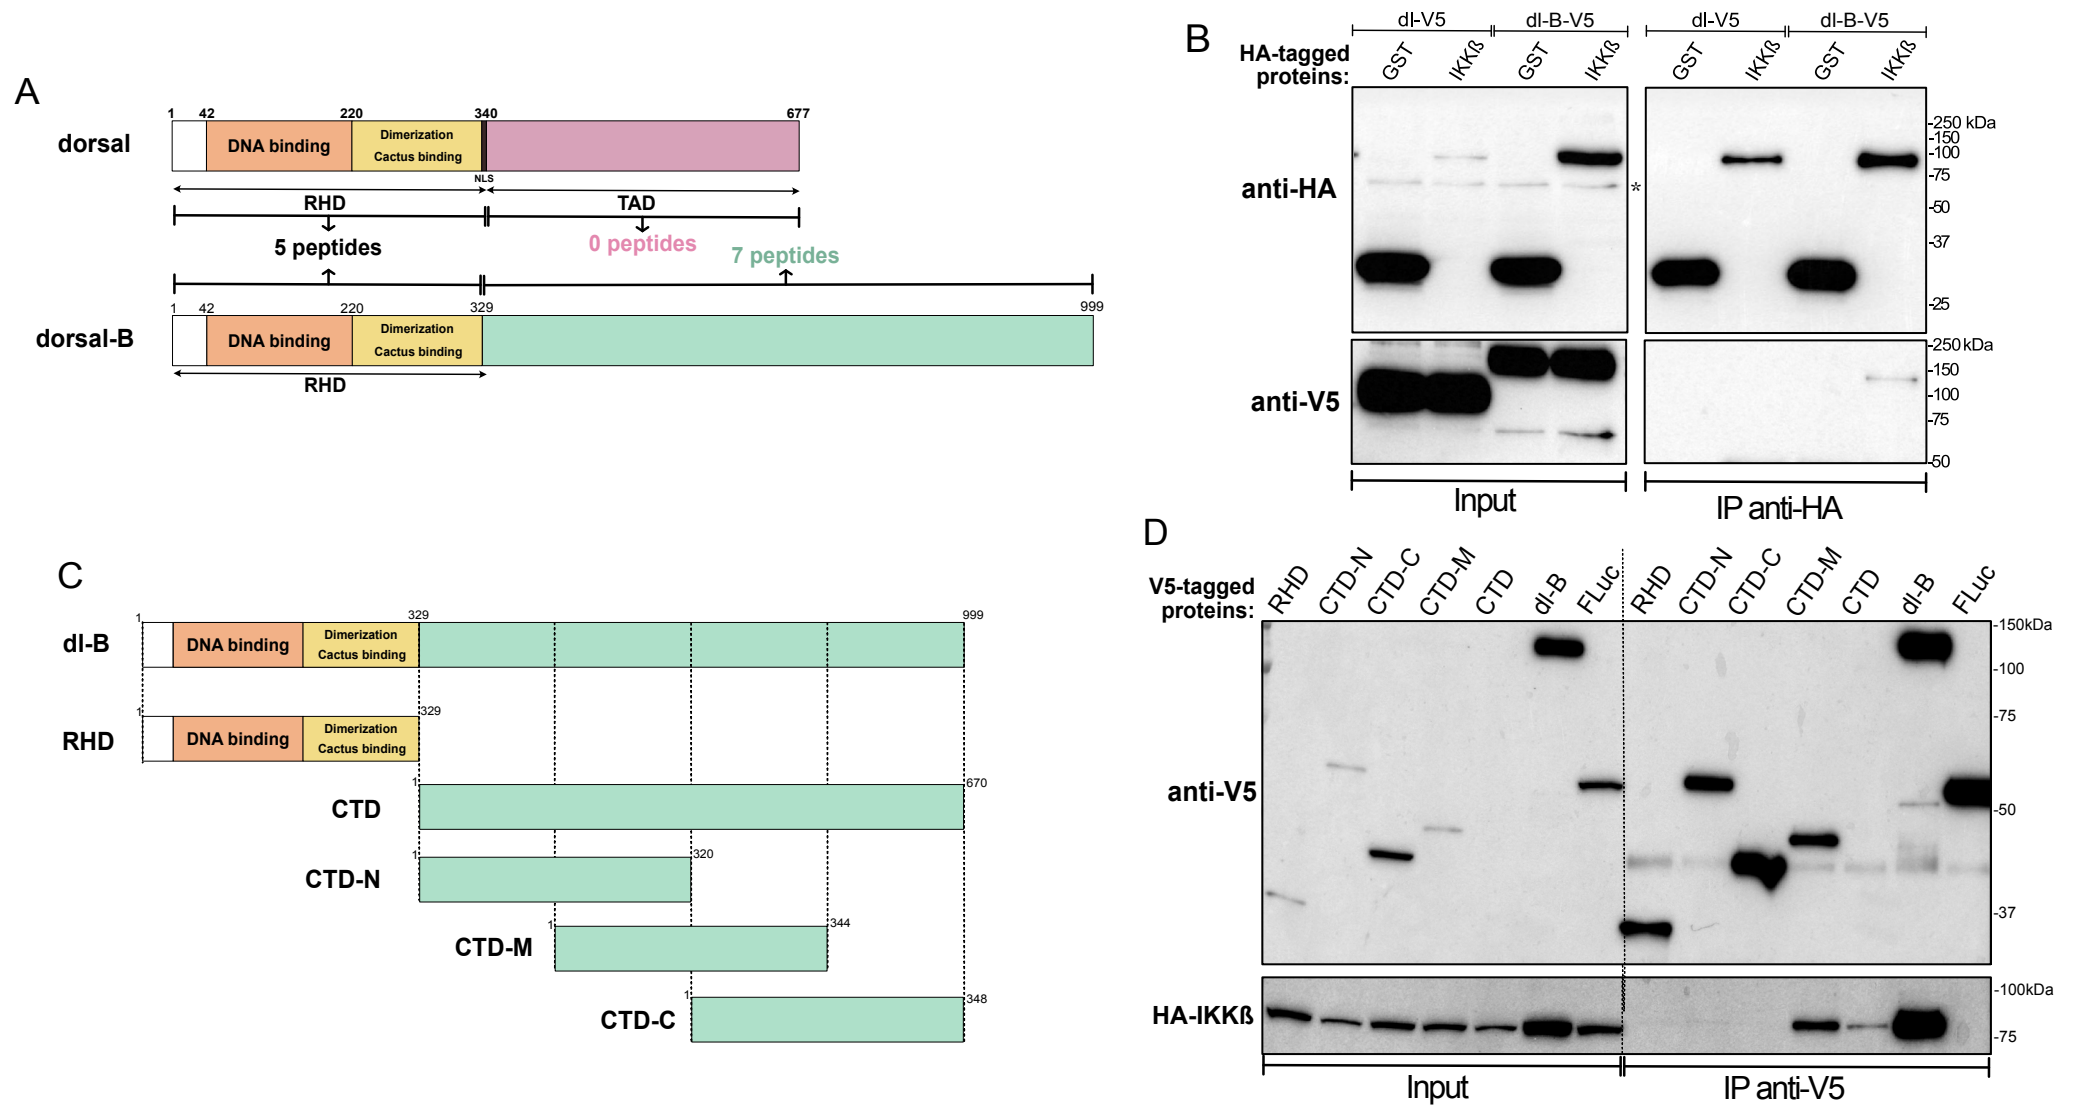 A
1 42 220 340 677
dorsal
DNA binding
Dimerization
Cactus binding
NLS
RHD
TAD
5 peptides
0 peptides
7 peptides
1 42 220 329 999
dorsal-B
DNA binding
Dimerization
Cactus binding
RHD
B
dl-V5 dl-B-V5 dl-V5 dl-B-V5
HA-tagged
proteins:
GST IKKß GST IKKß GST IKKß GST IKKß
anti-HA
*
-250 kDa
-150
-100
-75
-50
-37
-25
anti-V5
-250 kDa
-150
-100
-75
-50
Input
IP anti-HA
C
1 329 999
dl-B
DNA binding
Dimerization
Cactus binding
1 329
RHD
DNA binding
Dimerization
Cactus binding
1 670
CTD
1 320
CTD-N
1 344
CTD-M
1 348
CTD-C
D
V5-tagged
proteins:
RHD CTD-N CTD-C CTD-M CTD dl-B FLuc RHD CTD-N CTD-C CTD-M CTD dl-B FLuc
anti-V5
-150kDa
-100
-75
-50
-37
HA-IKKß
-100kDa
-75
Input
IP anti-V5